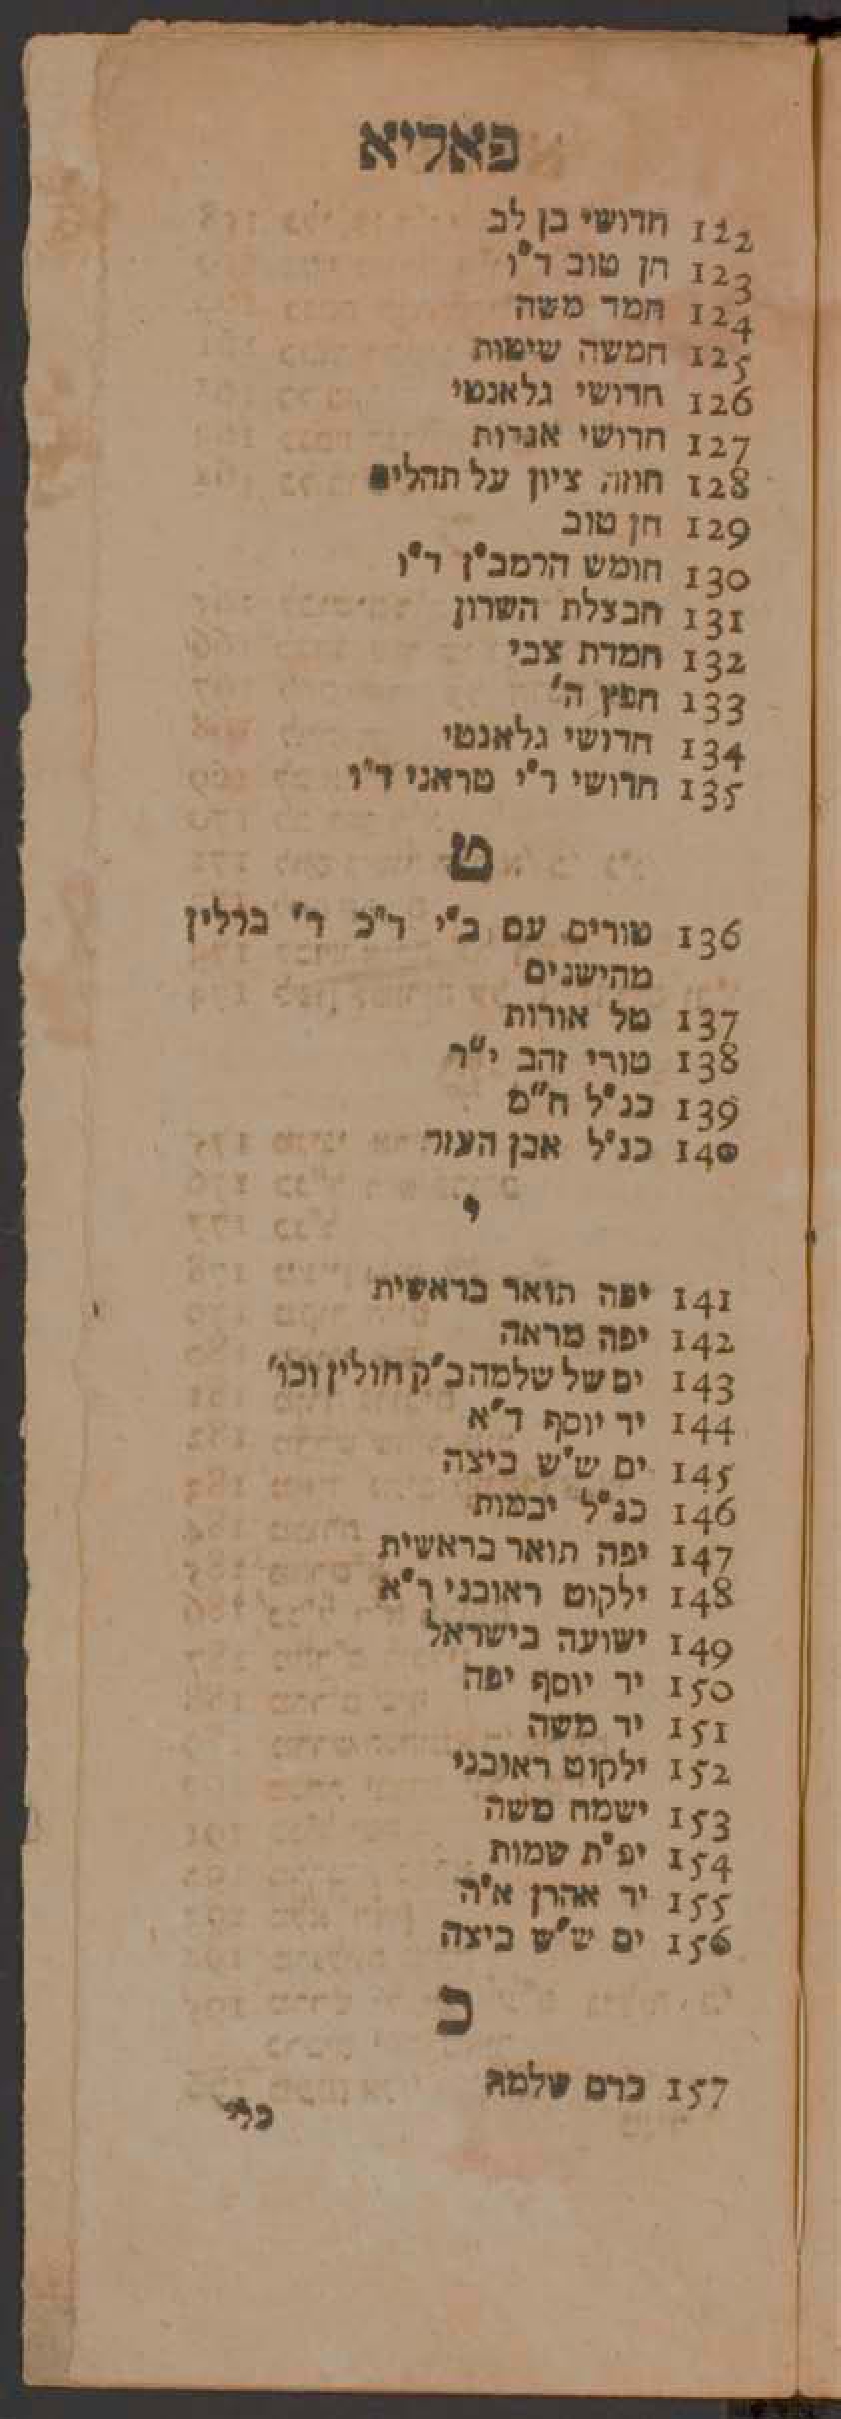 פאליא
122 חדושי בן לב
123 חן טוב ד"ו
124 חמד משה
125 חמשה שיטות
126 חדושי גלאנטי
127 חדושי אגדות
128 חוזה ציון על תהלים
129 חן טוב
130 חומש הרמב"ן ד"ו
131 חבצלת השרון
132 חמדת צבי
133 חפץ ה'
134 חדושי גלאנטי
135 חדושי ר"י טראני ד"ו
ט
136 טורים עם ב"י ד"כ ד' ברלין
מהישנים
137 טל אורות
138 טורי זהב י"ד
139 כנ"ל ח"מ
140 כנ"ל אבן העזר
י
141 יפה תואר בראשית
142 יפה מראה
143 ים של שלמה ב"ק חולין וכו'
144 יד יוסף ד"א
145 ים ש"ש ביצה
146 כנ"ל יבמות
147 יפה תואר בראשית
148 ילקוט ראובני ד"א
149 ישועה בישראל
150 יד יוסף יפה
151 יד משה
152 ילקוט ראובני
153 ישמח משה
154 יפ"ת שמות
155 יד אהרן א"ה
156 ים ש"ש ביצה
כ
157 כרם שלמה
כלי